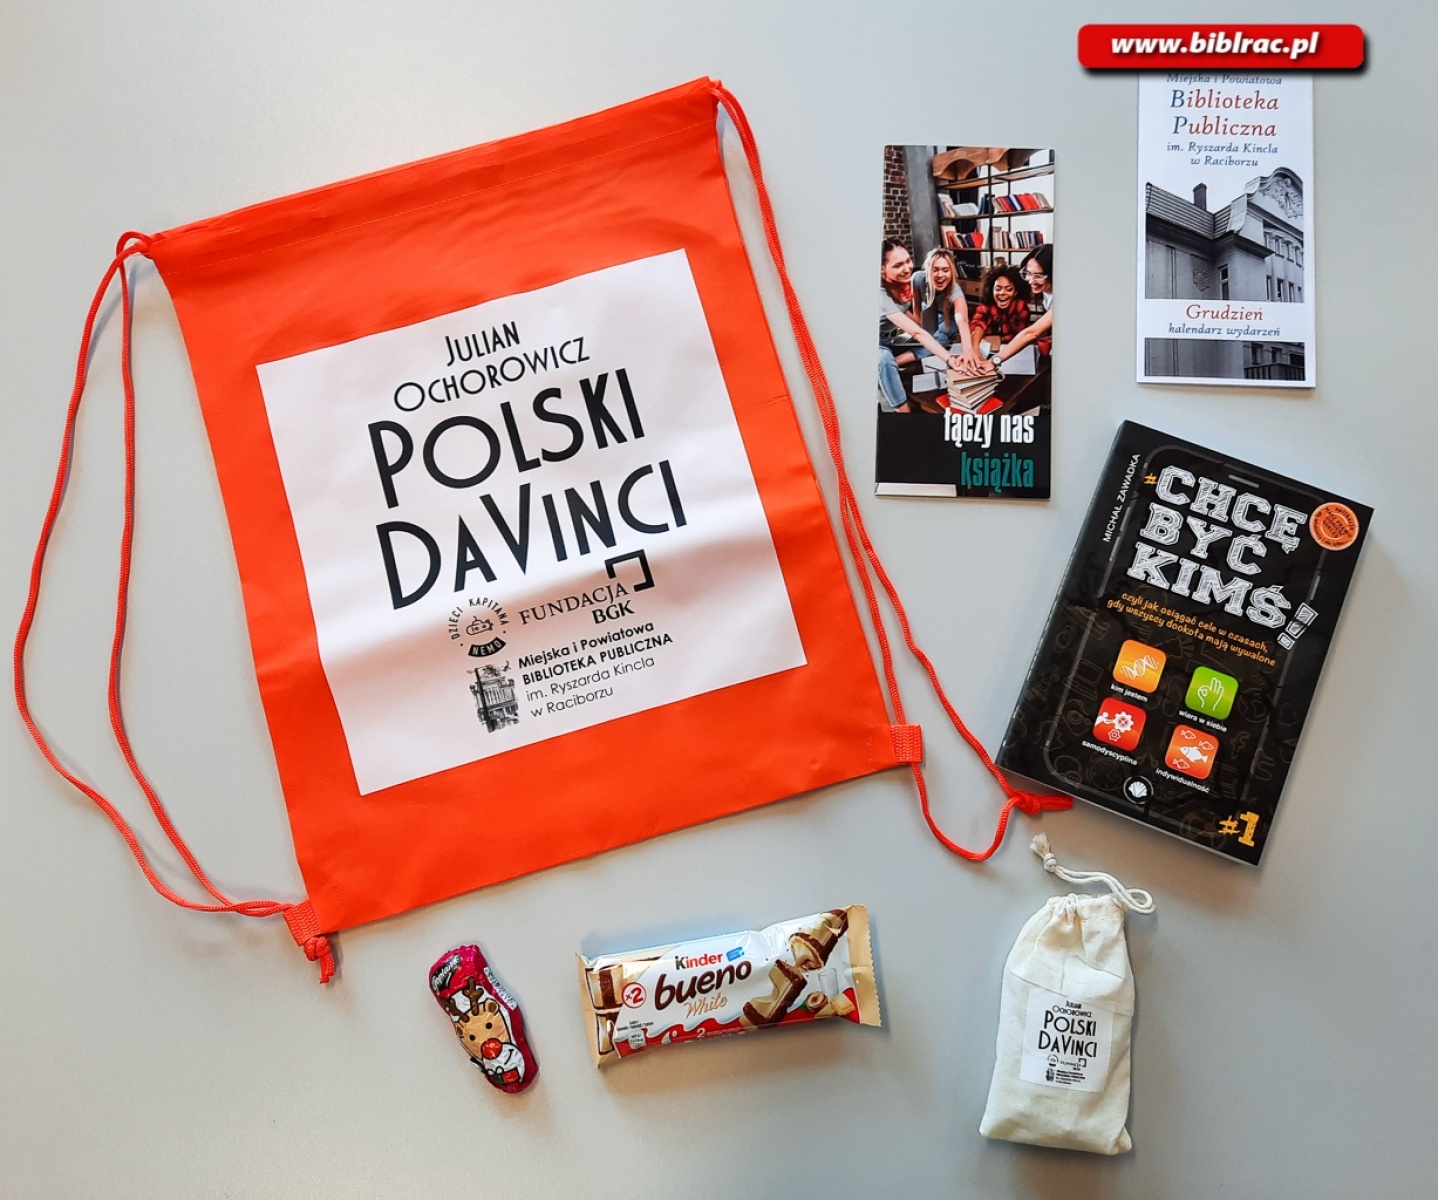 www.biblrac.pl
Miejska i Powiatowa
Biblioteka
Publiczna
im. Ryszarda Kincla
w Raciborzu
Grudzień
kalendarz wydarzeń
łączy nas
książka
JULIAN
OCHOROWICZ
POLSKI
DAVINCI
DZIECI KAPITANA
NEMO
FUNDACJA
BGK
Miejska i Powiatowa
BIBLIOTEKA PUBLICZNA
im. Ryszarda Kincla
w Raciborzu
MICHAŁ ZAWADKA
#CHCĘ
BYĆ
KIMŚ!
czyli jak osiągać cele w czasach,
gdy wszyscy dookoła mają wywalone
kim jestem
wiara w siebie
samodyscyplina
indywidualność
#1
Kinder
bueno
White
x2
JULIAN
OCHOROWICZ
POLSKI
DAVINCI
FUNDACJA
BGK